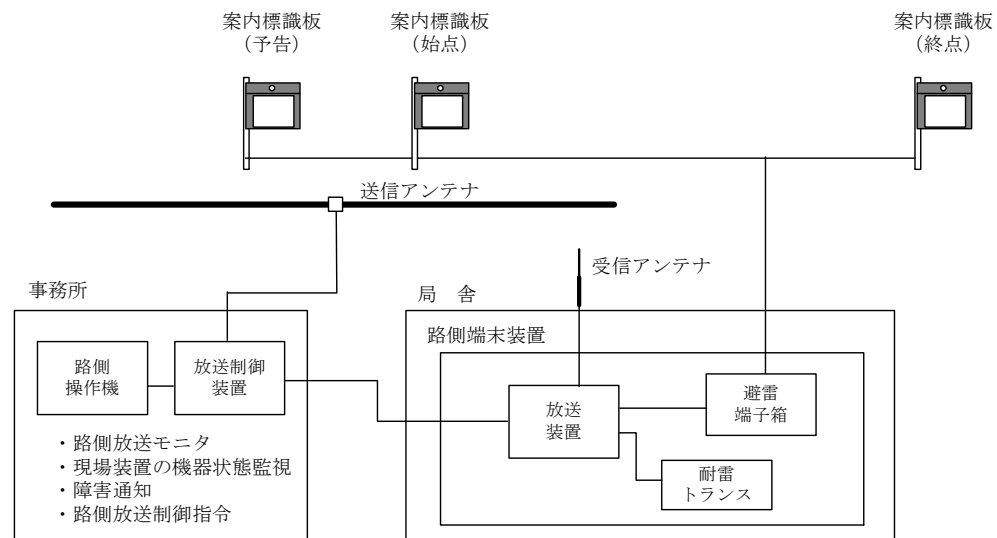 案内標識板
（予告）
案内標識板
（始点）
案内標識板
（終点）
送信アンテナ
受信アンテナ
事務所
局　舎
路側端末装置
路側
操作機
放送制御
装置
放送
装置
避雷
端子箱
耐雷
トランス
・路側放送モニタ
・現場装置の機器状態監視
・障害通知
・路側放送制御指令